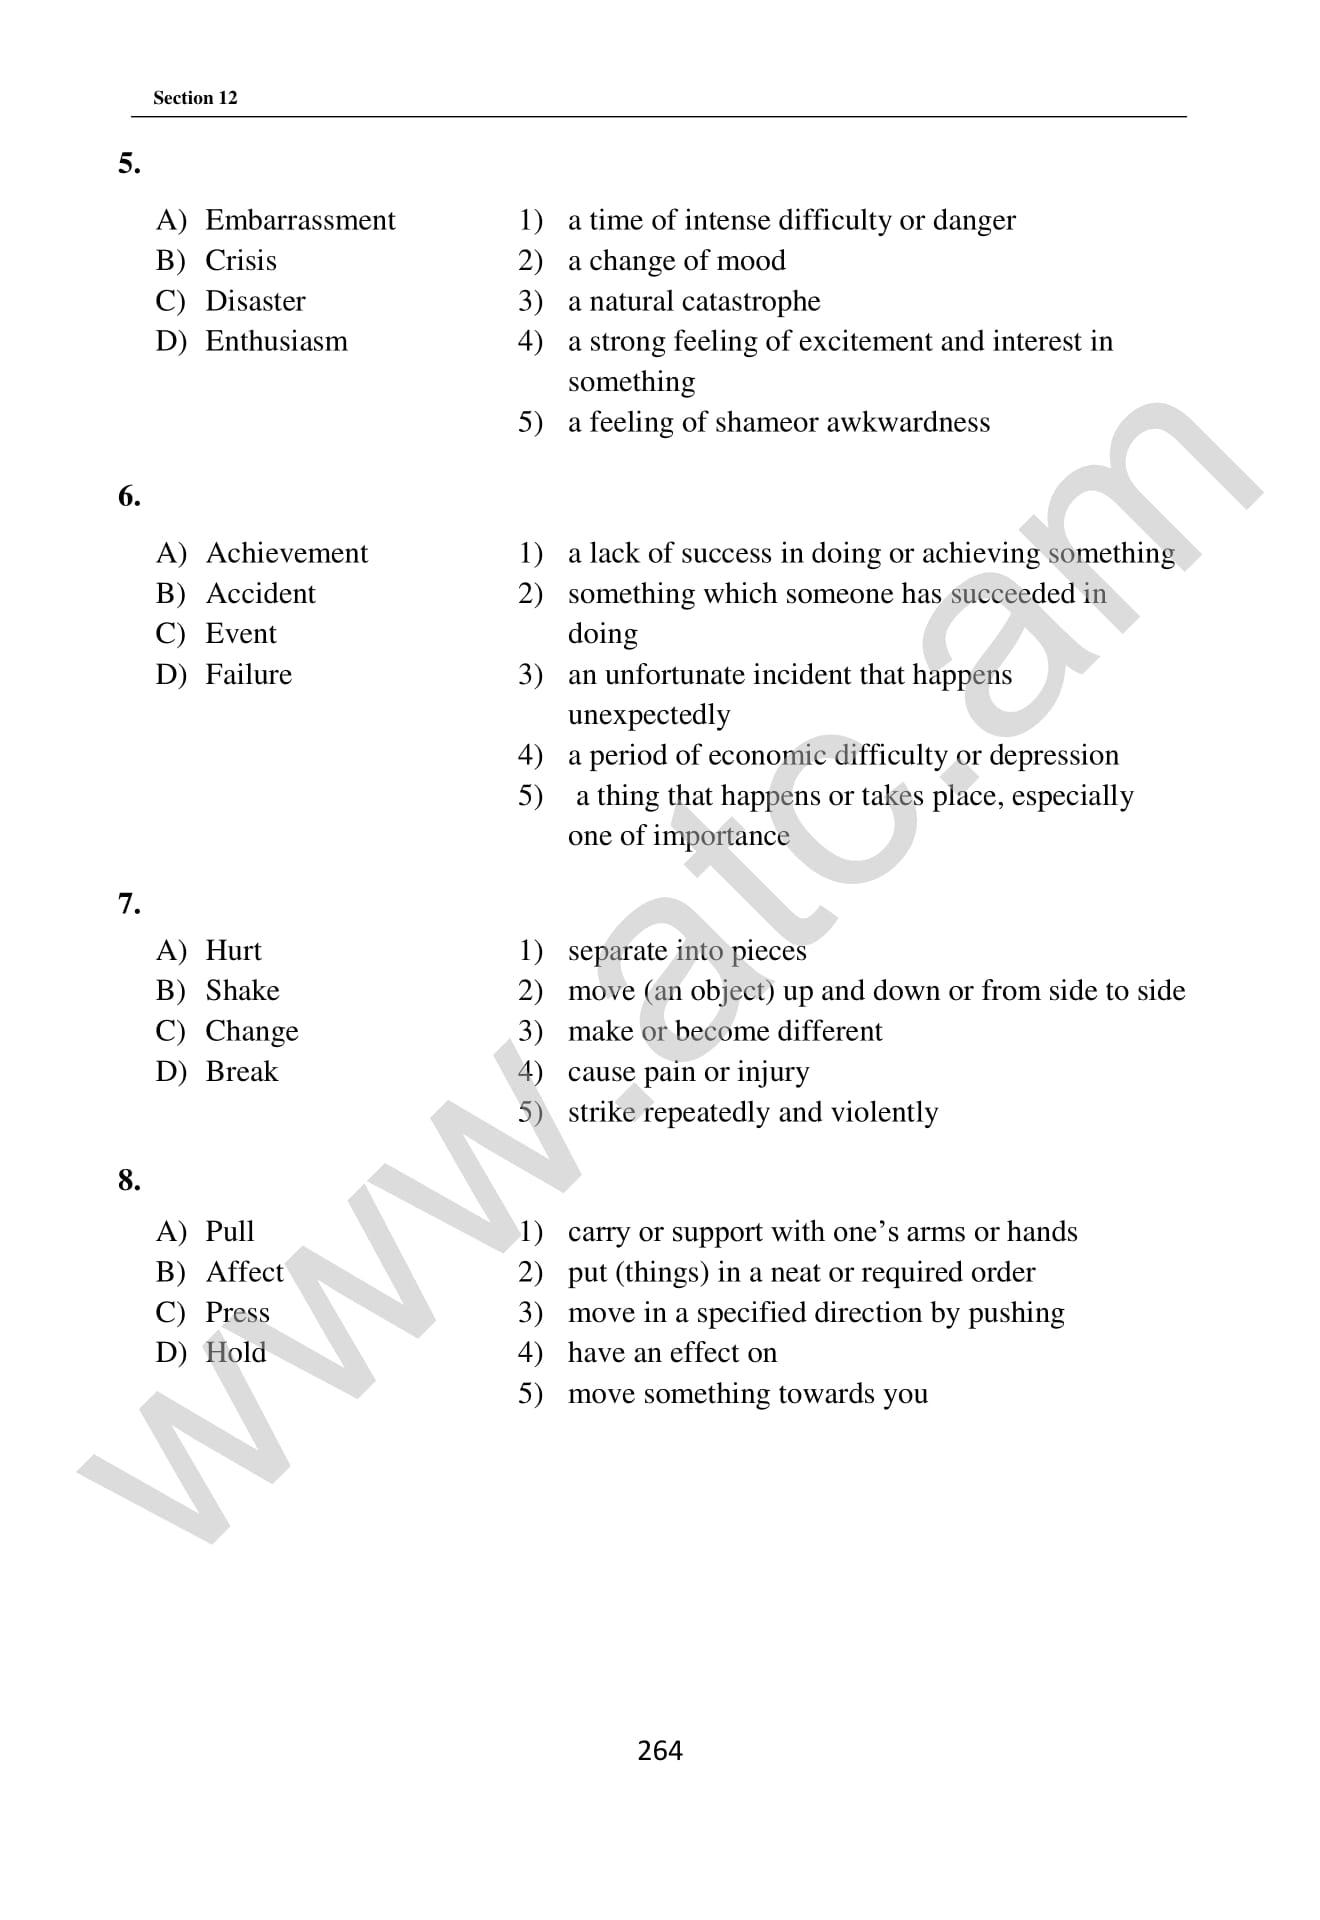 Section 12
5.
A) Embarrassment 1) a time of intense difficulty or danger
B) Crisis 2) a change of mood
C) Disaster 3) a natural catastrophe
D) Enthusiasm 4) a strong feeling of excitement and interest in
something
5) a feeling of shameor awkwardness
6.
A) Achievement 1) a lack of success in doing or achieving something
B) Accident 2) something which someone has succeeded in
C) Event doing
D) Failure 3) an unfortunate incident that happens
unexpectedly
4) a period of economic difficulty or depression
5) a thing that happens or takes place, especially
one of importance
7.
A) Hurt 1) separate into pieces
B) Shake 2) move (an object) up and down or from side to side
C) Change 3) make or become different
D) Break 4) cause pain or injury
5) strike repeatedly and violently
8.
A) Pull 1) carry or support with one’s arms or hands
B) Affect 2) put (things) in a neat or required order
C) Press 3) move in a specified direction by pushing
D) Hold 4) have an effect on
5) move something towards you
264
www.atc.am